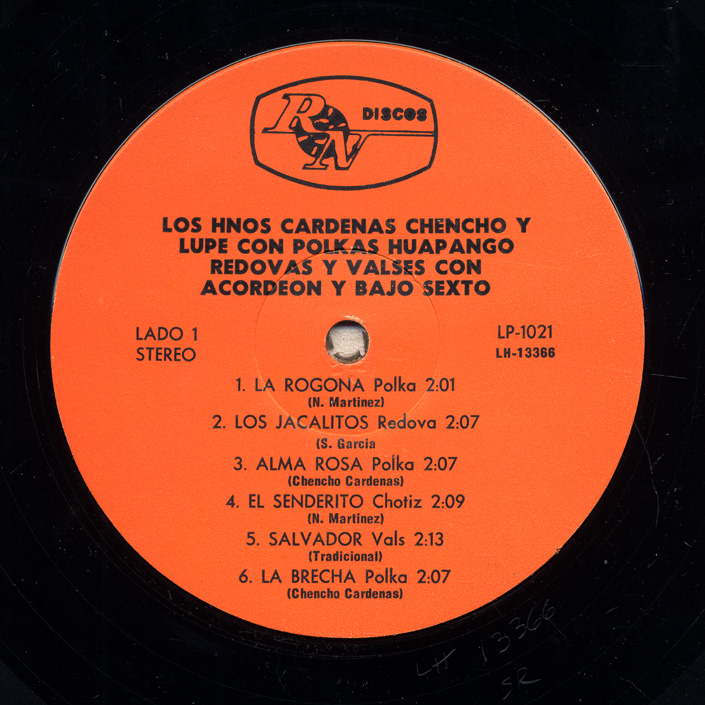 RN DISCOS
LOS HNOS CARDENAS CHENCHO Y
LUPE CON POLKAS HUAPANGO
REDOVAS Y VALSES CON
ACORDEON Y BAJO SEXTO
LADO 1
STEREO
LP-1021
LH-13366
1. LA ROGONA Polka 2:01
(N. Martinez)
2. LOS JACALITOS Redova 2:07
(S. Garcia
3. ALMA ROSA Polka 2:07
(Chencho Cardenas)
4. EL SENDERITO Chotiz 2:09
(N. Martinez)
5. SALVADOR Vals 2:13
(Tradicional)
6. LA BRECHA Polka 2:07
(Chencho Cardenas)
LH 13366
SR